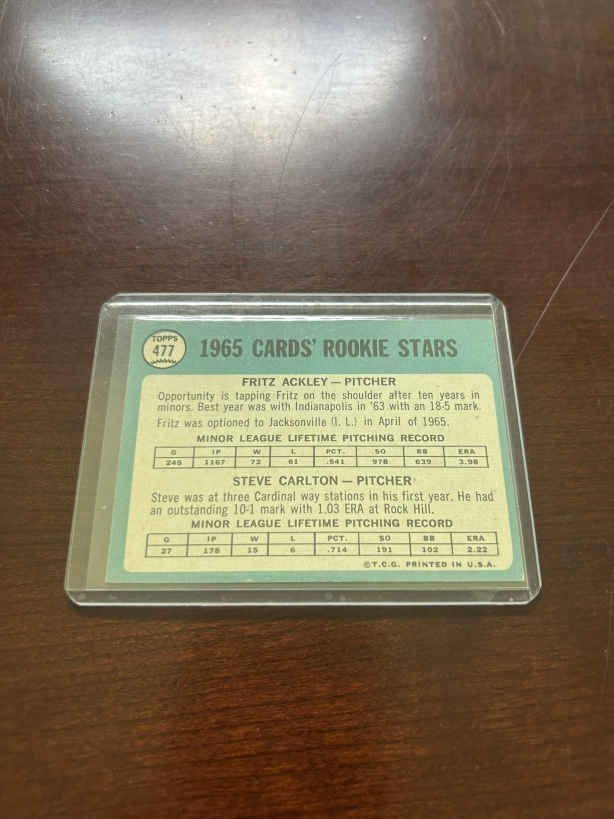 TOPPS
477
1965 CARDS' ROOKIE STARS
FRITZ ACKLEY — PITCHER
Opportunity is tapping Fritz on the shoulder after ten years in
minors. Best year was with Indianapolis in '63 with an 18-5 mark.
Fritz was optioned to Jacksonville (I. L.) in April of 1965.
MINOR LEAGUE LIFETIME PITCHING RECORD
G IP W L PCT. SO BB ERA
245 1167 72 61 .541 978 639 3.98
STEVE CARLTON — PITCHER
Steve was at three Cardinal way stations in his first year. He had
an outstanding 10-1 mark with 1.03 ERA at Rock Hill.
MINOR LEAGUE LIFETIME PITCHING RECORD
G IP W L PCT. SO BB ERA
27 178 15 6 .714 191 102 2.22
©T.C.G. PRINTED IN U.S.A.